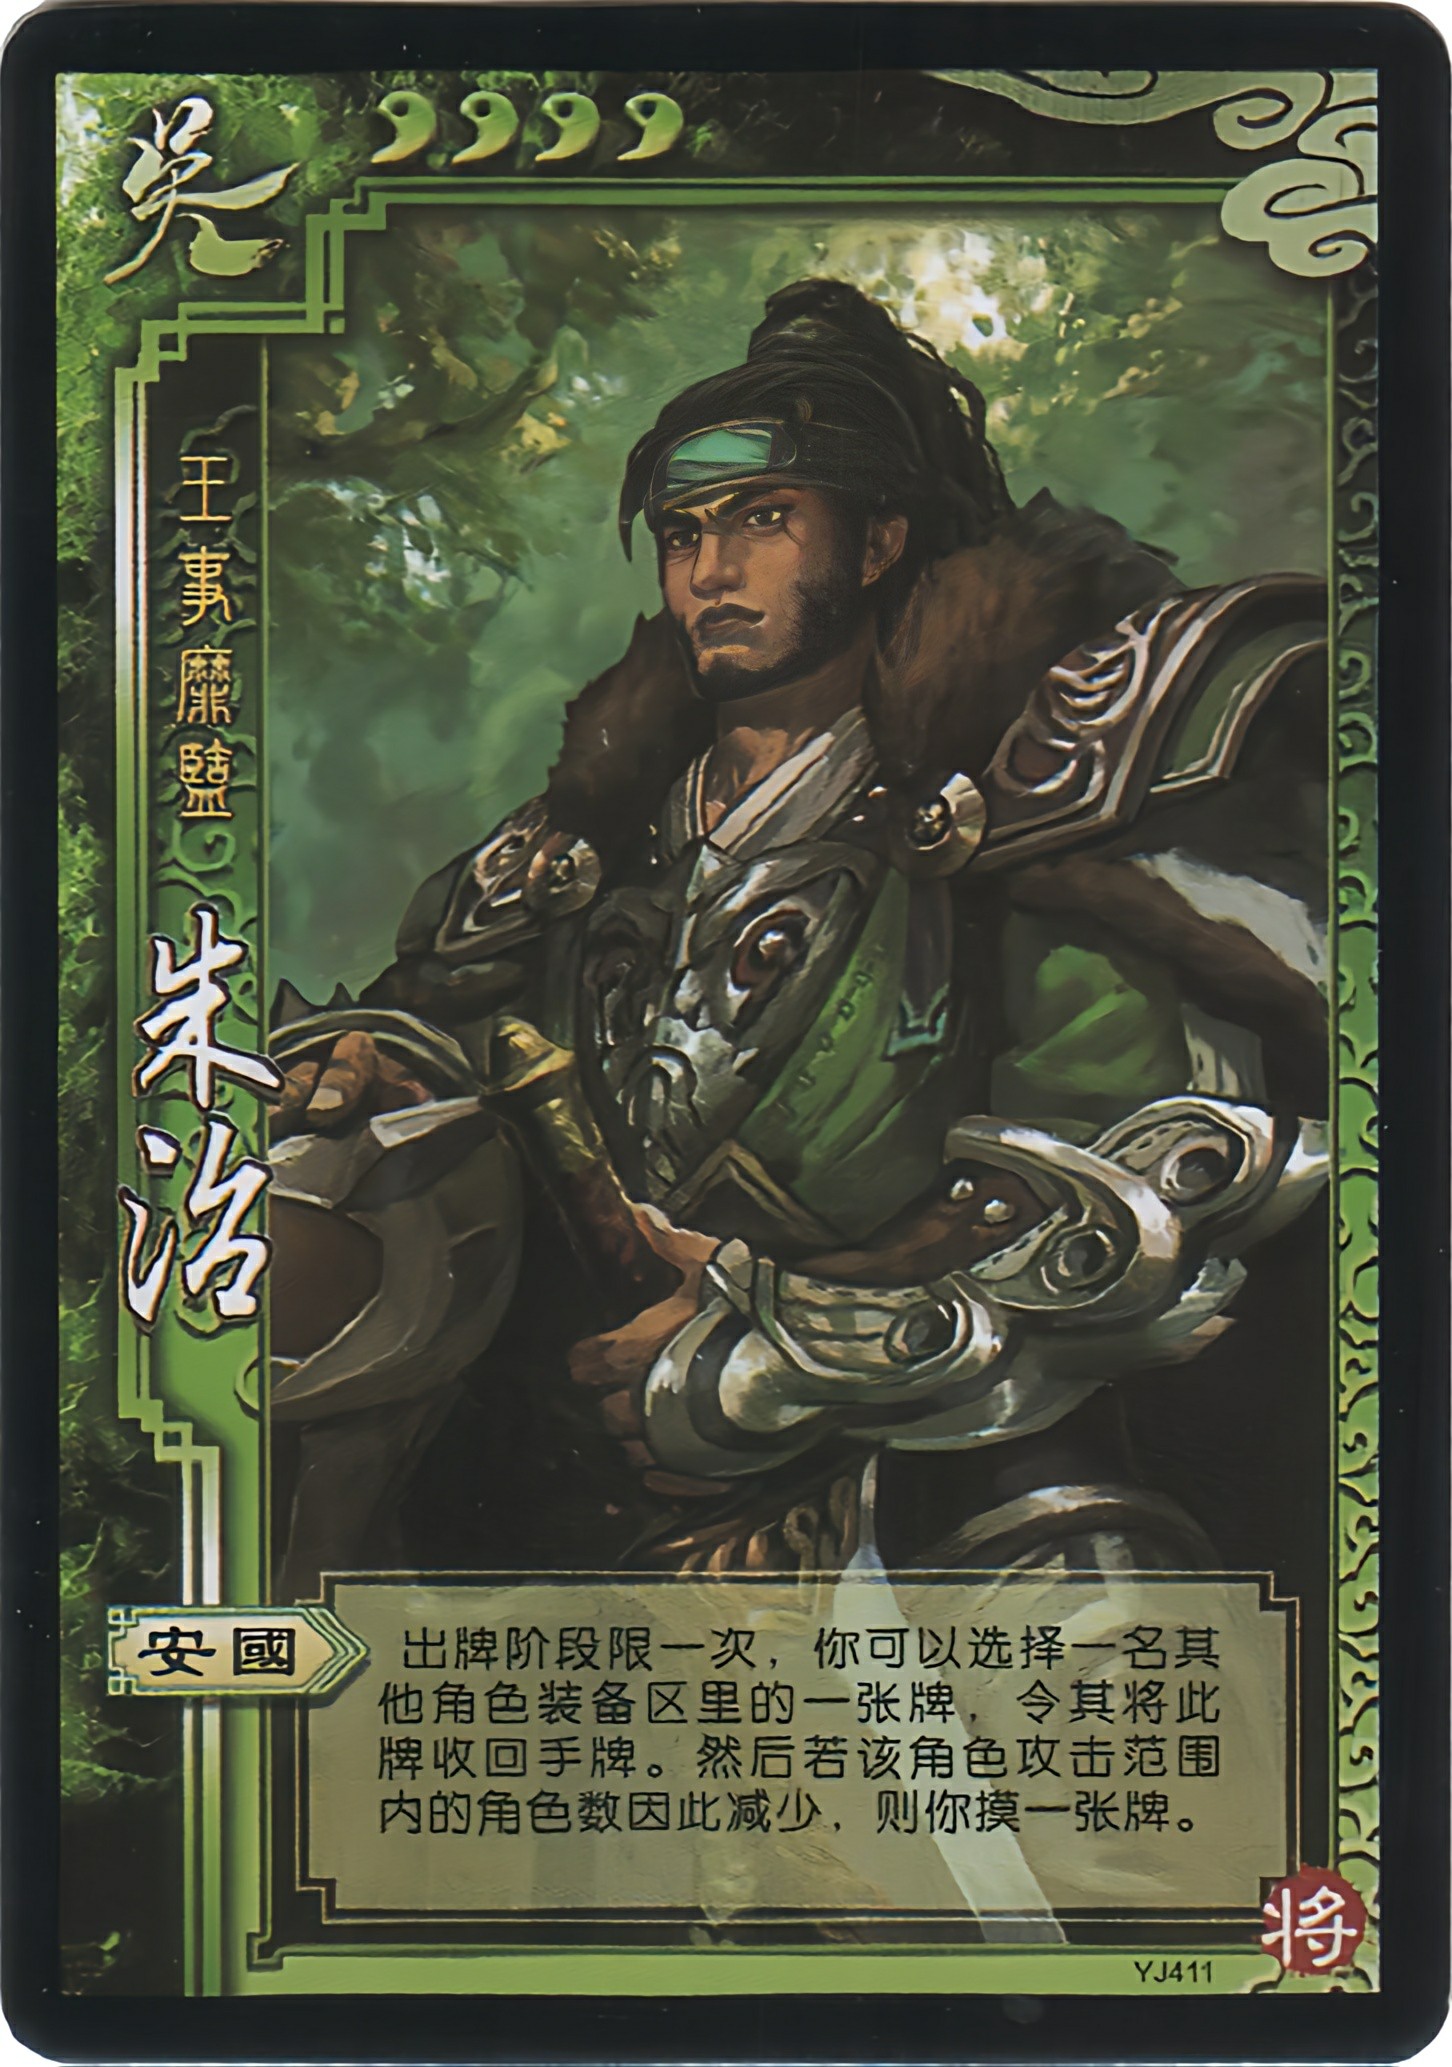 吳
王事靡盬
朱治
安國
出牌阶段限一次，你可以选择一名其
他角色装备区里的一张牌，令其将此
牌收回手牌。然后若该角色攻击范围
内的角色数因此减少，则你摸一张牌。
将
YJ411